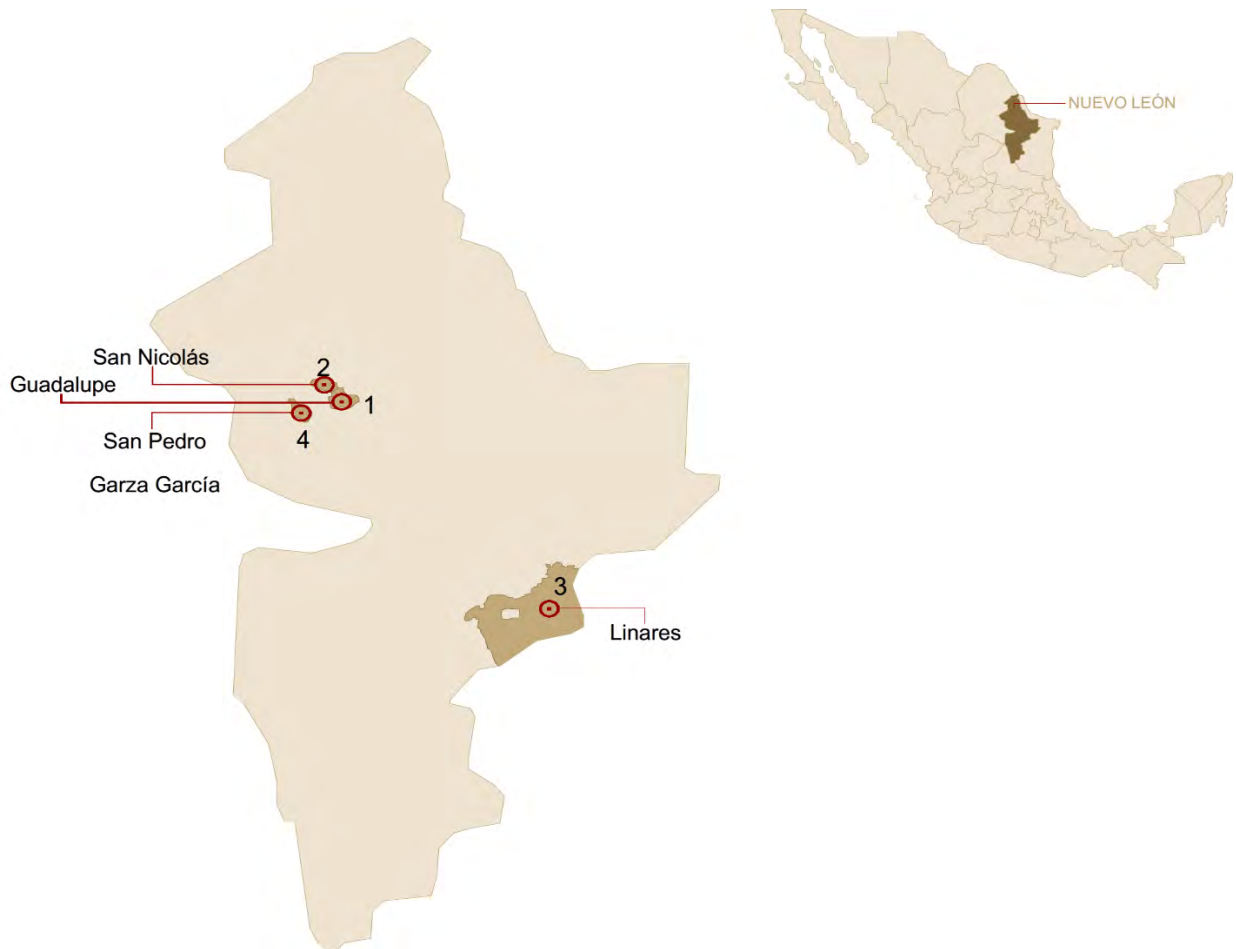 NUEVO LEÓN
San Nicolás
2
Guadalupe
1
San Pedro
4
Garza García
3
Linares